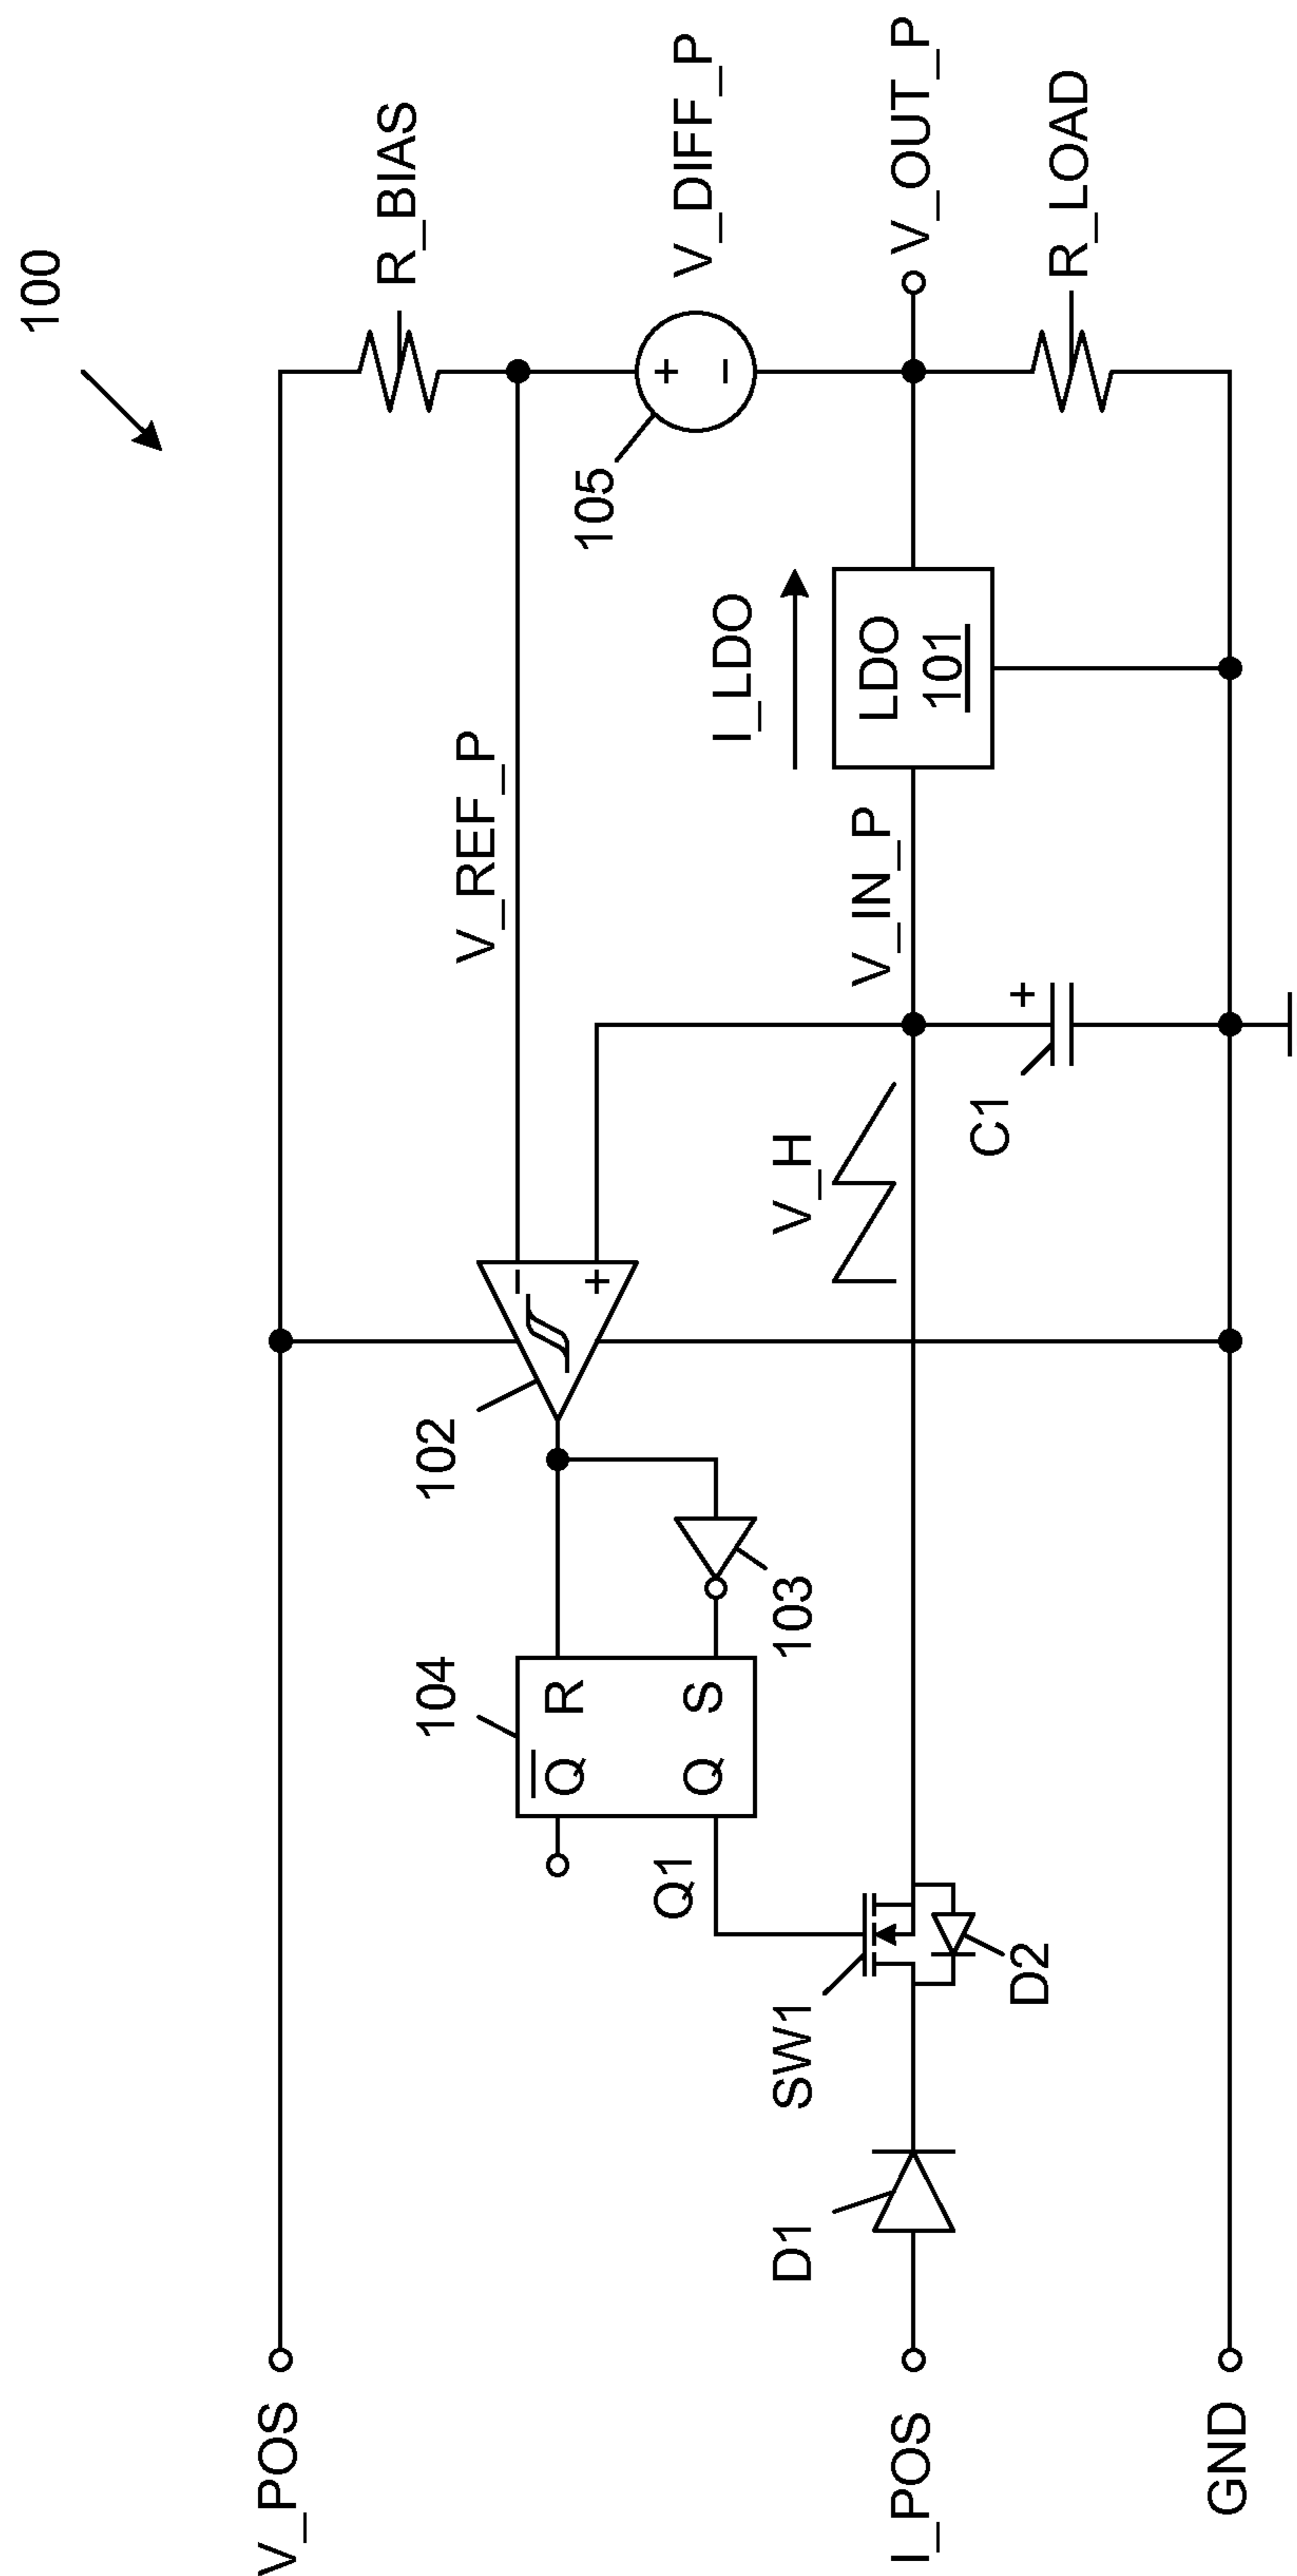 100
V_POS
R_BIAS
V_REF_P
102
-
+
104
Q R
Q S
103
105
+
-
V_DIFF_P
Q1
I_LDO
V_H
V_IN_P
LDO
101
V_OUT_P
SW1
D1
I_POS
D2
C1
+
R_LOAD
GND